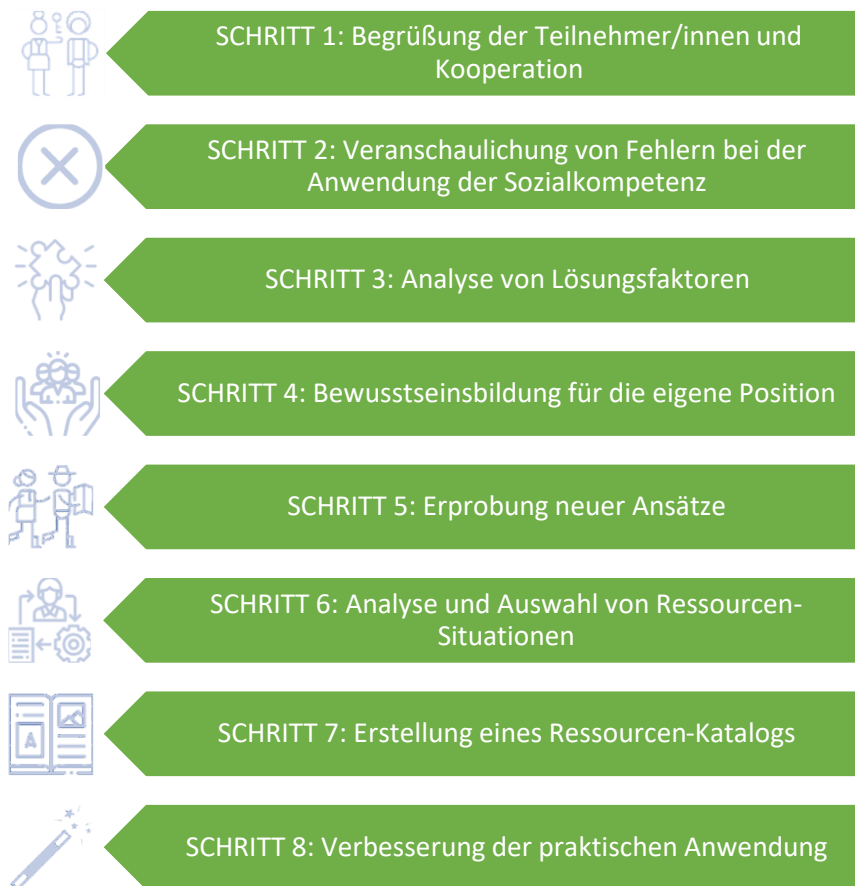 SCHRITT 1: Begrüßung der Teilnehmer/innen und
Kooperation
SCHRITT 2: Veranschaulichung von Fehlern bei der
Anwendung der Sozialkompetenz
SCHRITT 3: Analyse von Lösungsfaktoren
SCHRITT 4: Bewusstseinsbildung für die eigene Position
SCHRITT 5: Erprobung neuer Ansätze
SCHRITT 6: Analyse und Auswahl von Ressourcen-
Situationen
A
SCHRITT 7: Erstellung eines Ressourcen-Katalogs
SCHRITT 8: Verbesserung der praktischen Anwendung